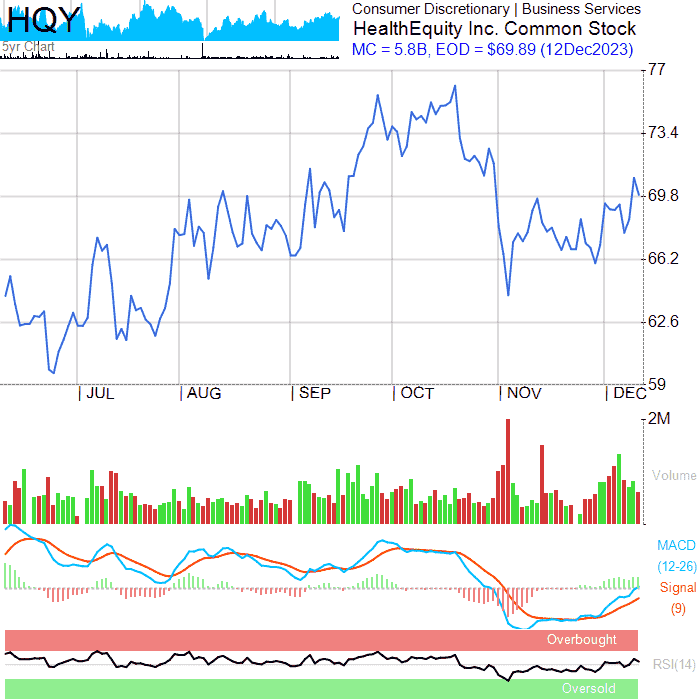 HQY
5yr Chart
Consumer Discretionary | Business Services
HealthEquity Inc. Common Stock
MC = 5.8B, EOD = $69.89 (12Dec2023)
77
73.4
69.8
66.2
62.6
59
| JUL | AUG | SEP | OCT | NOV | DEC
2M
Volume
MACD
(12-26)
Signal
(9)
Overbought
RSI(14)
Oversold